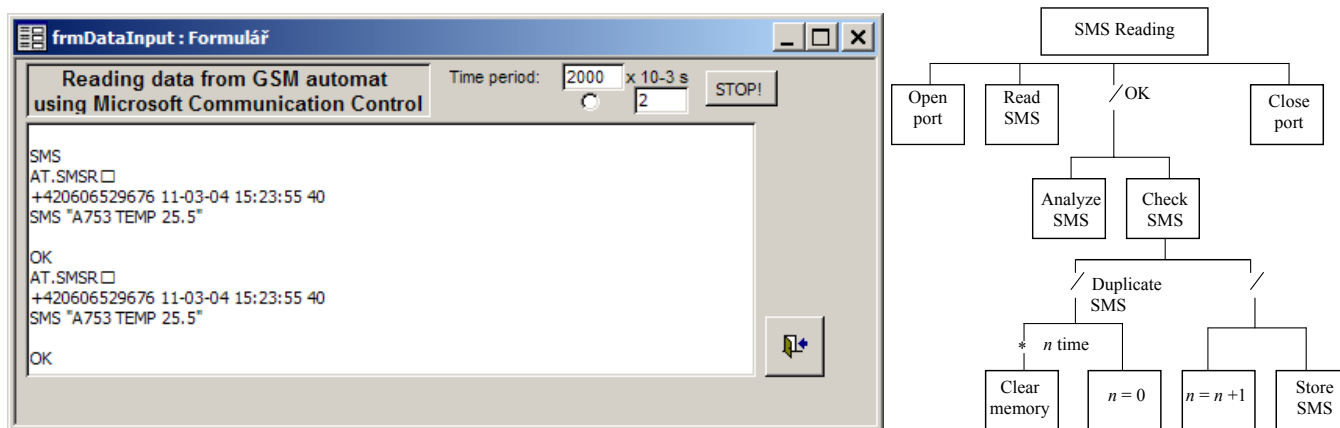 frmDataInput : Formulář
Reading data from GSM automat
using Microsoft Communication Control
Time period:
2000
x 10-3 s
2
STOP!
SMS
AT.SMSR□
+420606529676 11-03-04 15:23:55 40
SMS "A753 TEMP 25.5"
OK
AT.SMSR□
+420606529676 11-03-04 15:23:55 40
SMS "A753 TEMP 25.5"
OK
SMS Reading
Open
port
Read
SMS
/ OK
Close
port
Analyze
SMS
Check
SMS
/ Duplicate
SMS
/
* n time
Clear
memory
n = 0
n = n +1
Store
SMS